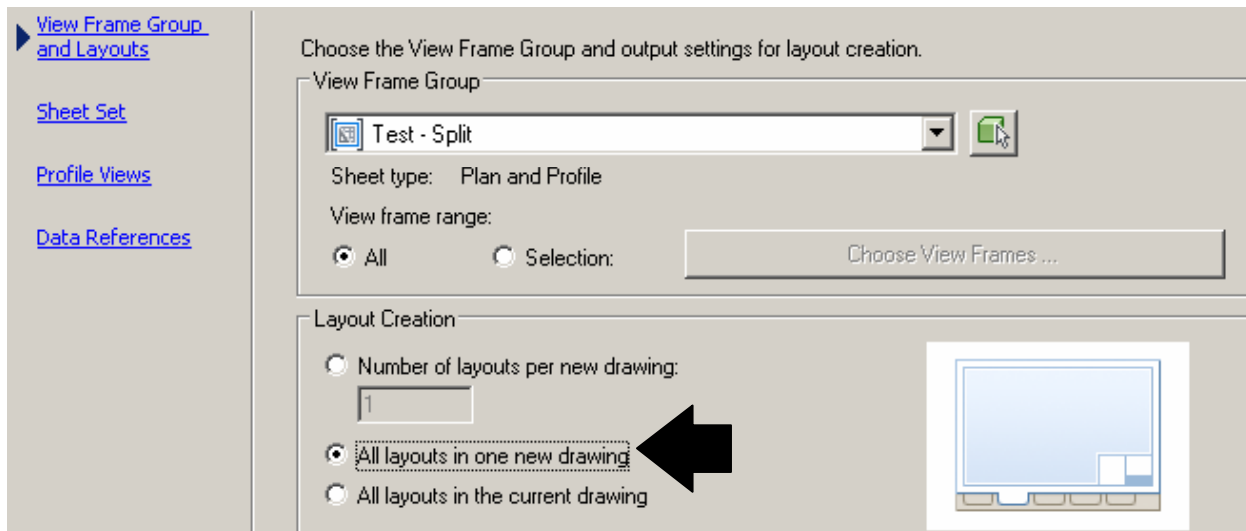 View Frame Group
and Layouts
Sheet Set
Profile Views
Data References
Choose the View Frame Group and output settings for layout creation.
View Frame Group
Test - Split
Sheet type: Plan and Profile
View frame range:
All Selection: Choose View Frames ...
Layout Creation
Number of layouts per new drawing:
1
All layouts in one new drawing
All layouts in the current drawing